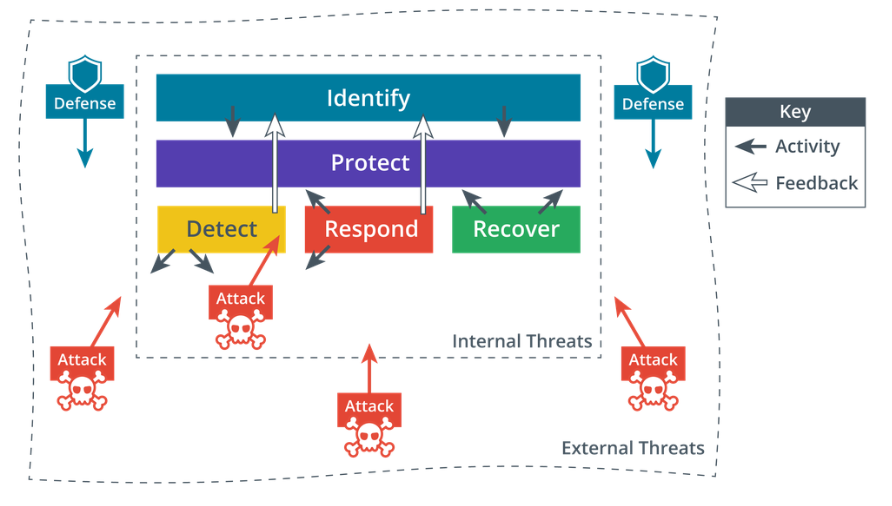 Defense
Identify
Defense
Key
Activity
Protect
Feedback
Detect
Respond
Recover
Attack
Internal Threats
Attack
Attack
Attack
External Threats